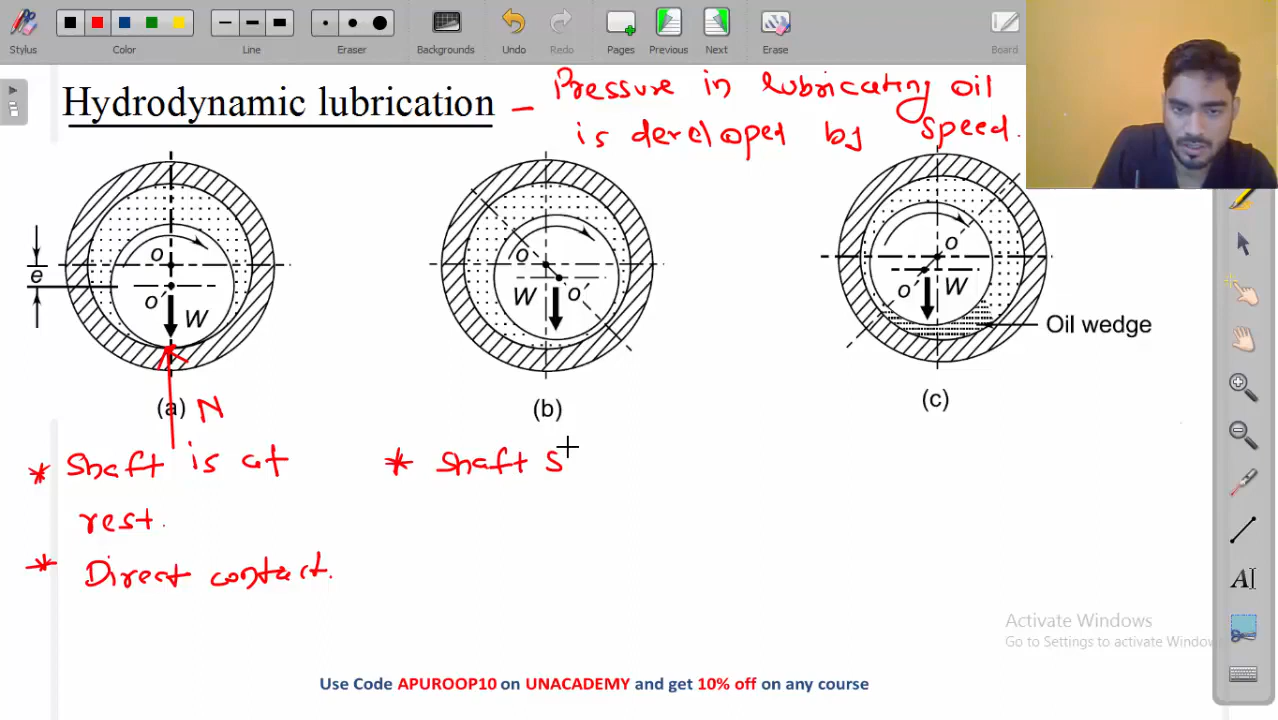 Stylus
Color
Line
Eraser
Backgrounds
Undo
Redo
Pages
Previous
Next
Erase
Board
Hydrodynamic lubrication - Pressure in lubricating oil
is developed by speed.
e
o
o'
W
(a)
N
o
o'
W
(b)
o
o'
W
Oil wedge
(c)
* Shaft is at
rest.
* Direct contact.
* Shaft S
AI
Activate Windows
Go to Settings to activate Windows
Use Code APUROOP10 on UNACADEMY and get 10% off on any course